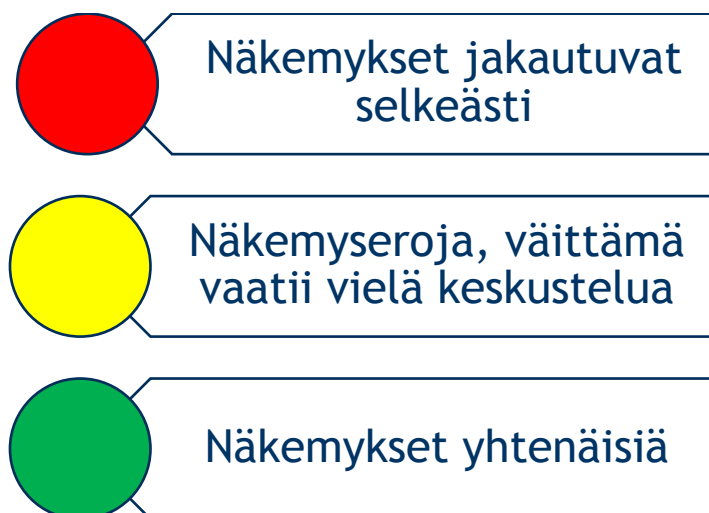 Näkemykset jakautuvat
selkeästi
Näkemyseroja, väittämä
vaatii vielä keskustelua
Näkemykset yhtenäisiä